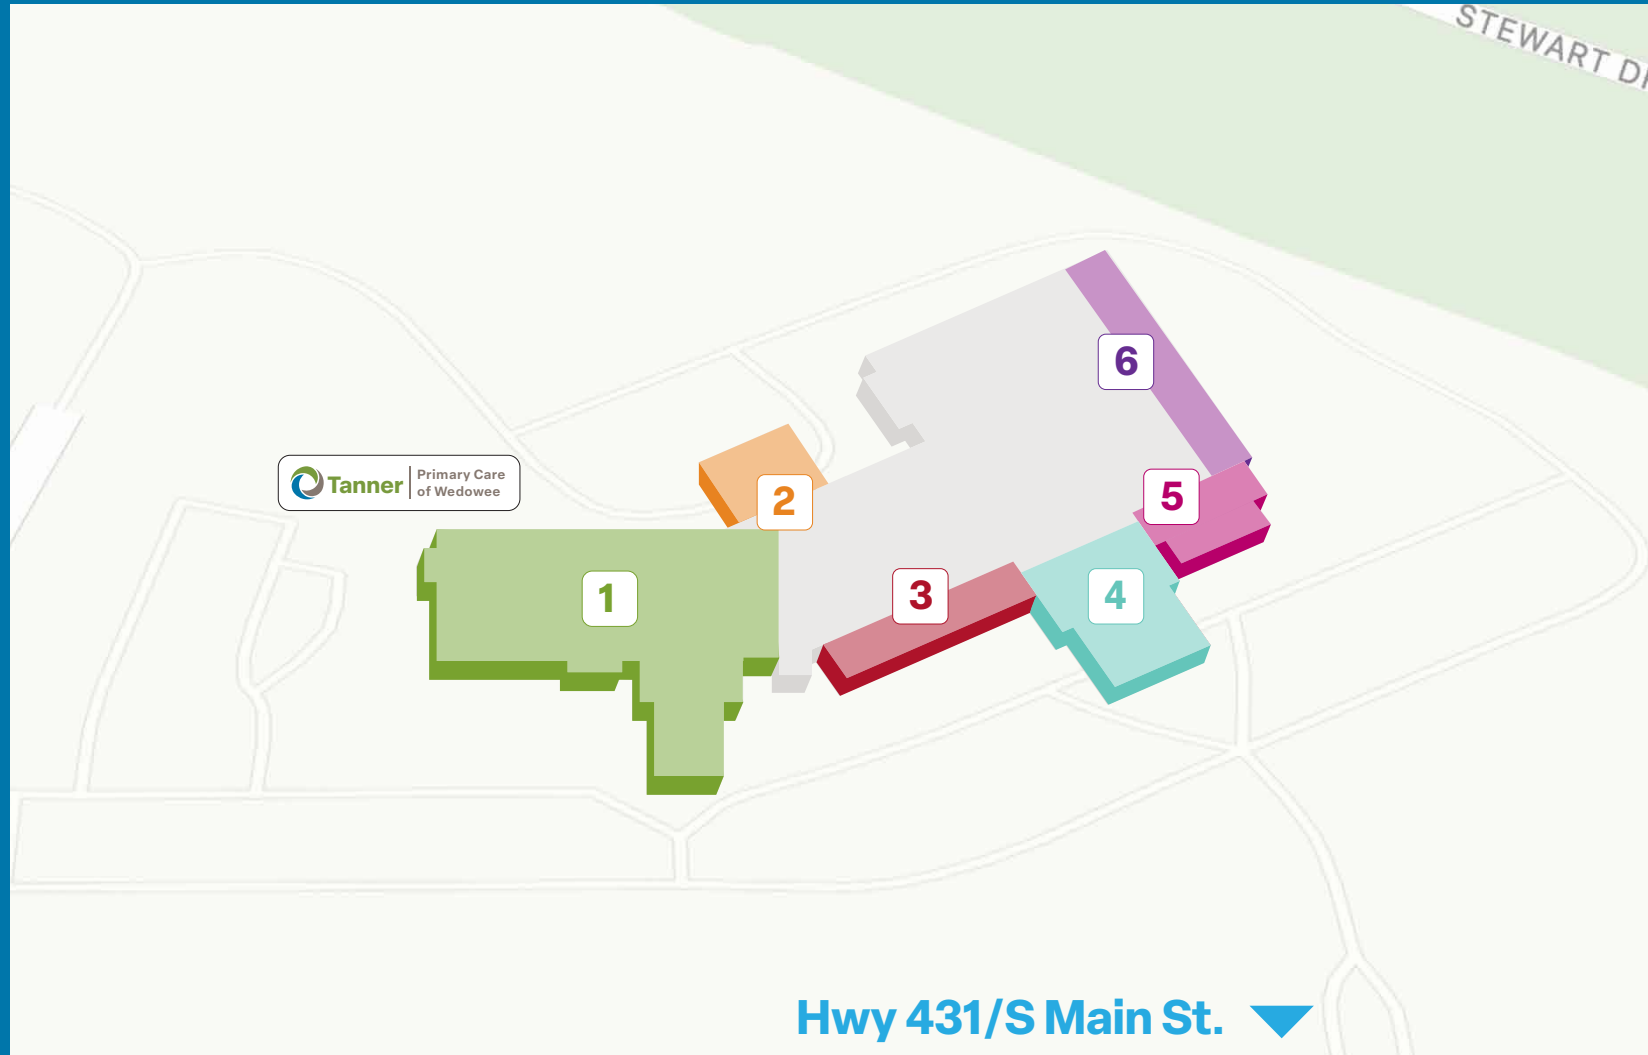 STEWART
6
Tanner
Primary Care
of Wedowee
5
2
1
3
4
Hwy 431/S Main St.